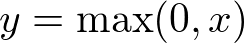 y = max(0, x)